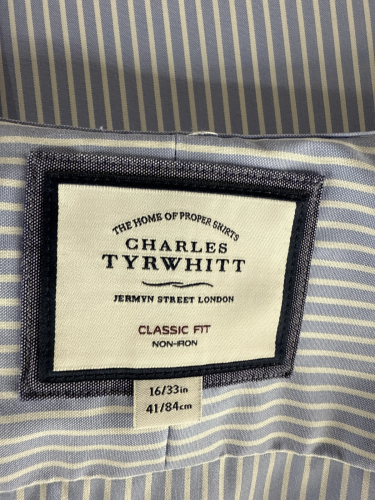 THE HOME OF PROPER SHIRTS
CHARLES
TYRWHITT
JERMYN STREET LONDON
CLASSIC FIT
NON-IRON
16/33in
41/84cm